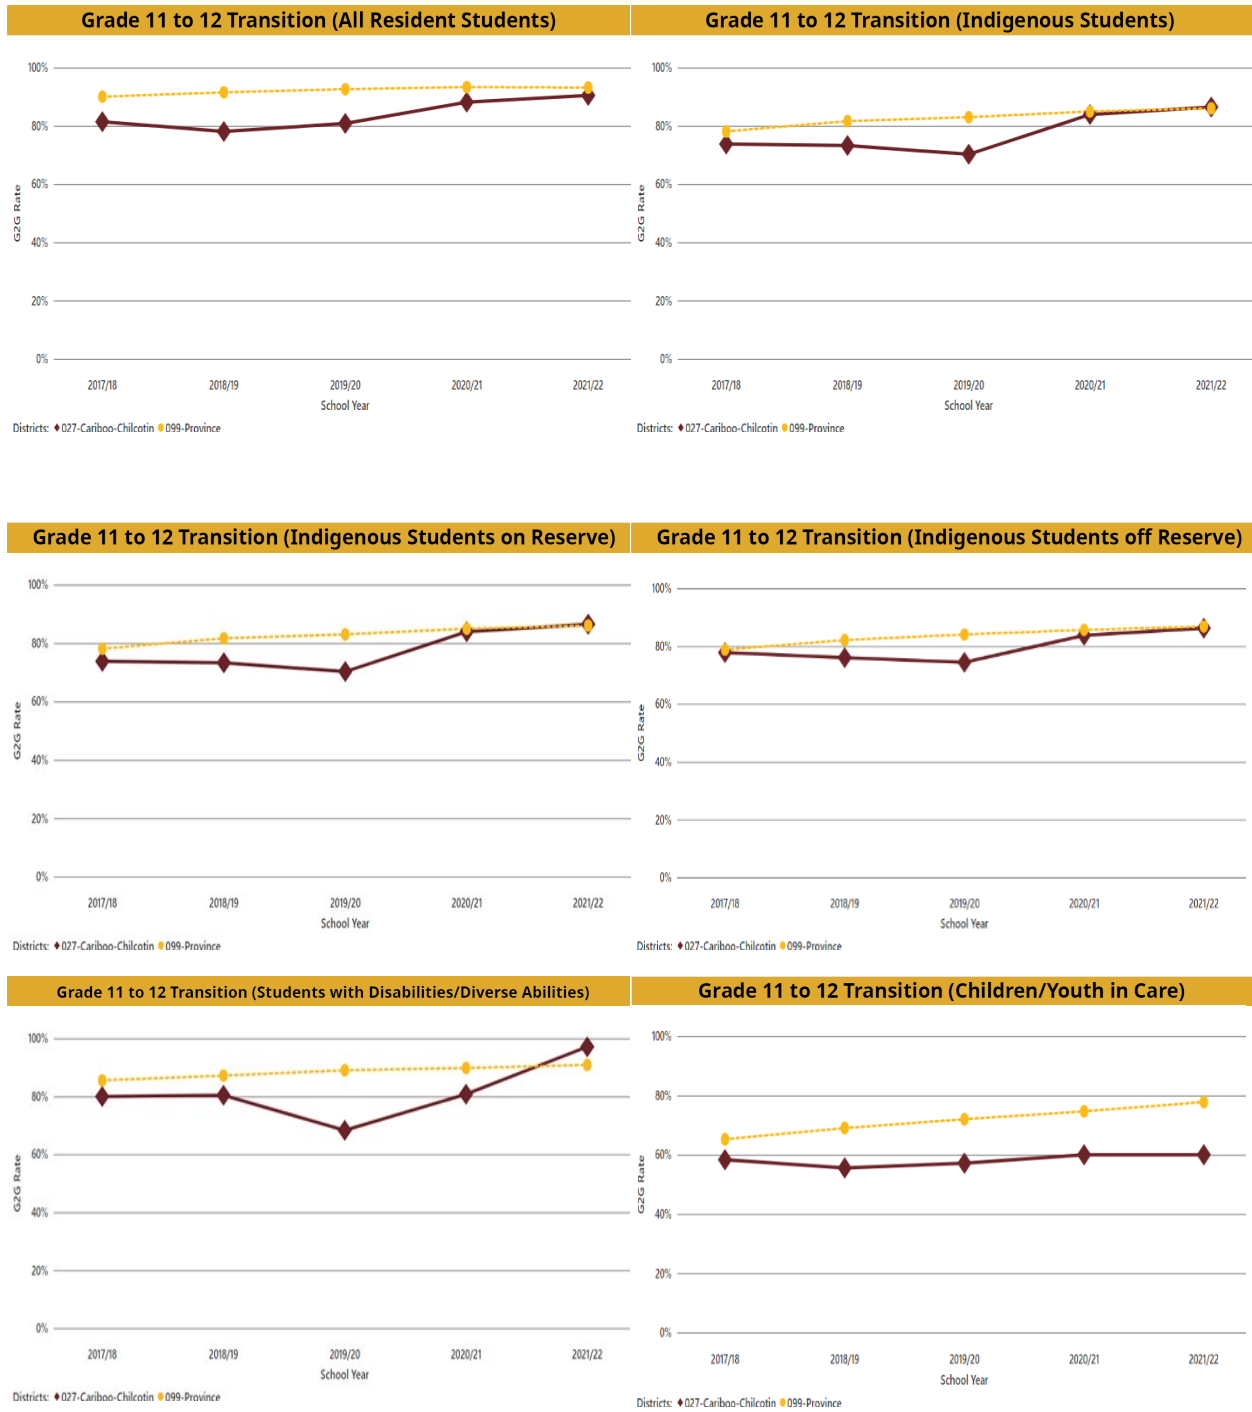 Grade 11 to 12 Transition (All Resident Students)
100%
80%
60%
40%
20%
0%
G2G Rate
2017/18 2018/19 2019/20 2020/21 2021/22
School Year
Districts: 027-Cariboo-Chilcotin 099-Province
Grade 11 to 12 Transition (Indigenous Students)
100%
80%
60%
40%
20%
0%
G2G Rate
2017/18 2018/19 2019/20 2020/21 2021/22
School Year
Districts: 027-Cariboo-Chilcotin 099-Province
Grade 11 to 12 Transition (Indigenous Students on Reserve)
100%
80%
60%
40%
20%
0%
G2G Rate
2017/18 2018/19 2019/20 2020/21 2021/22
School Year
Districts: 027-Cariboo-Chilcotin 099-Province
Grade 11 to 12 Transition (Indigenous Students off Reserve)
100%
80%
60%
40%
20%
0%
G2G Rate
2017/18 2018/19 2019/20 2020/21 2021/22
School Year
Districts: 027-Cariboo-Chilcotin 099-Province
Grade 11 to 12 Transition (Students with Disabilities/Diverse Abilities)
100%
80%
60%
40%
20%
0%
G2G Rate
2017/18 2018/19 2019/20 2020/21 2021/22
School Year
Districts: 027-Cariboo-Chilcotin 099-Province
Grade 11 to 12 Transition (Children/Youth in Care)
100%
80%
60%
40%
20%
0%
G2G Rate
2017/18 2018/19 2019/20 2020/21 2021/22
School Year
Districts: 027-Cariboo-Chilcotin 099-Province